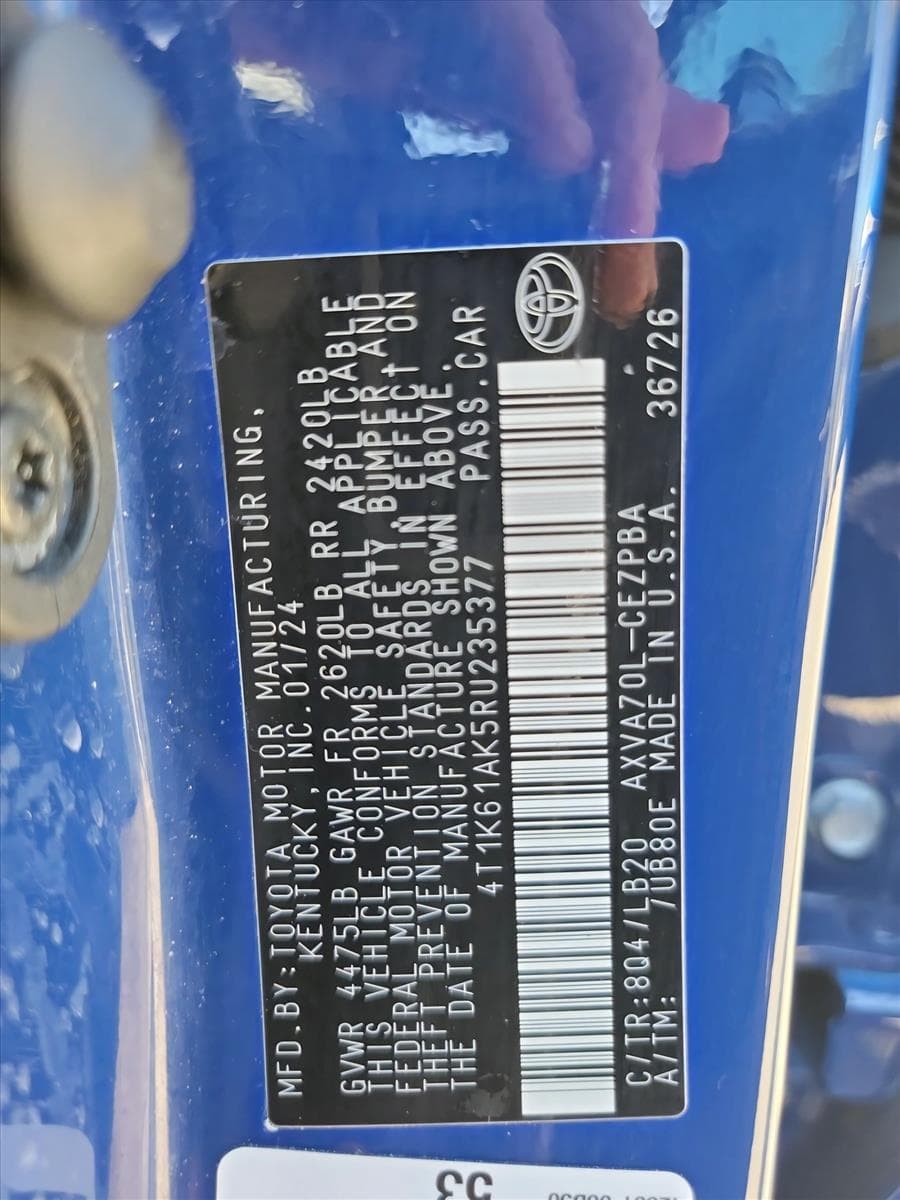 MFD.BY:TOYOTA MOTOR MANUFACTURING,
KENTUCKY,INC.01/24
GVWR 4475LB GAWR FR 2620LB RR 2420LB
THIS VEHICLE CONFORMS TO ALL APPLICABLE
FEDERAL MOTOR VEHICLE SAFETY,BUMPER,AND
THEFT PREVENTION STANDARDS IN EFFECT ON
THE DATE OF MANUFACTURE SHOWN ABOVE.
4T1K61AK5RU235377 PASS.CAR
C/TR:8Q4/LB20 AXVA70L-CEZPBA
A/TM: /UB80E MADE IN U.S.A. 36726
53